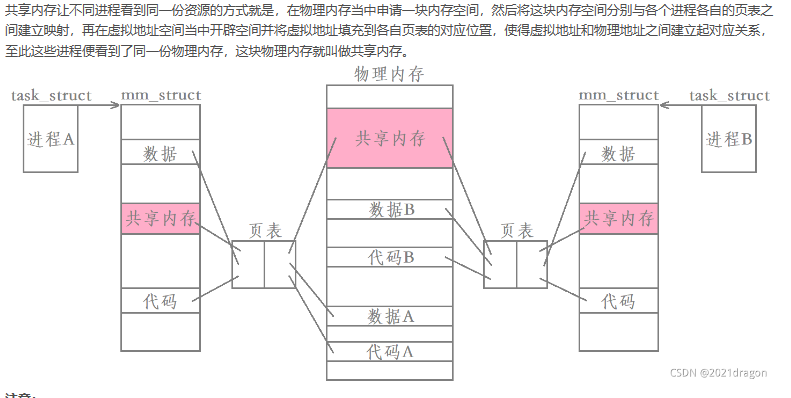 共享内存让不同进程看到同一份资源的方式就是，在物理内存当中申请一块内存空间，然后将这块内存空间分别与各个进程各自的页表之
间建立映射，再在虚拟地址空间当中开辟空间并将虚拟地址填充到各自页表的对应位置，使得虚拟地址和物理地址之间建立起对应关系，
至此这些进程便看到了同一份物理内存，这块物理内存就叫做共享内存。
物理内存
task_struct
mm_struct
mm_struct
task_struct
进程A
数据
共享内存
数据
进程B
共享内存
数据B
共享内存
页表
页表
代码B
代码
代码
数据A
代码A
CSDN @2021dragon
注意：